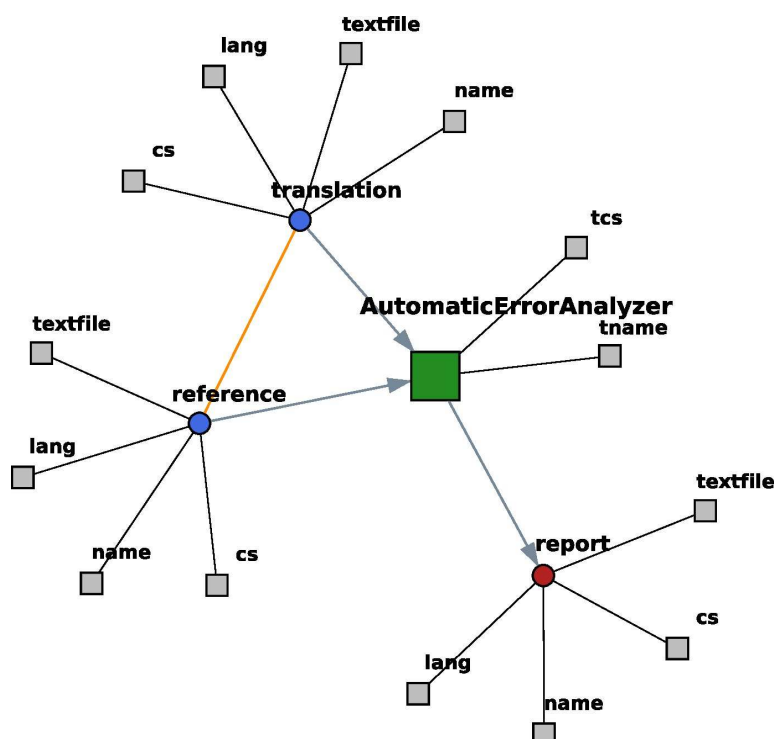 textfile
lang
name
cs
translation
tcs
AutomaticErrorAnalyzer
textfile
tname
reference
lang
textfile
report
name
cs
cs
lang
name